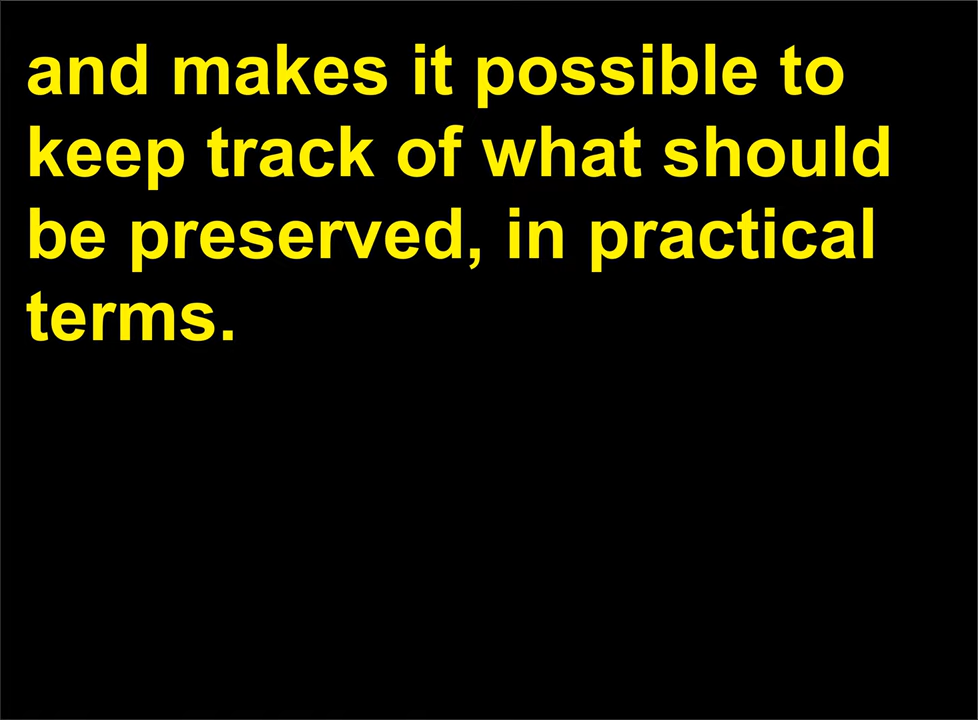 and makes it possible to
keep track of what should
be preserved, in practical
terms.